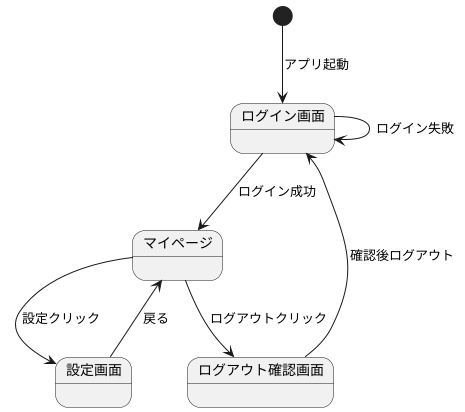 アプリ起動
ログイン画面
ログイン失敗
ログイン成功
マイページ
確認後ログアウト
設定クリック
戻る
ログアウトクリック
設定画面
ログアウト確認画面